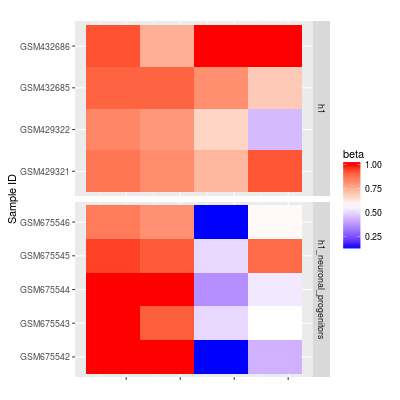 GSM432686
GSM432685
GSM429322
GSM429321
h1
GSM675546
GSM675545
GSM675544
GSM675543
GSM675542
h1_neuronal_progenitors
Sample ID
beta
1.00
0.75
0.50
0.25